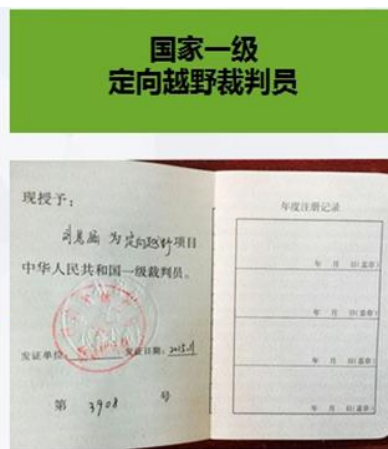 国家一级
定向越野裁判员
现授予:
为定向越野项目
中华人民共和国一级裁判员。
发证单位: 发证日期: 2015.11
第 3908 号
年度注册记录
年 月 日(盖章)
年 月 日(盖章)
年 月 日(盖章)
年 月 日(盖章)